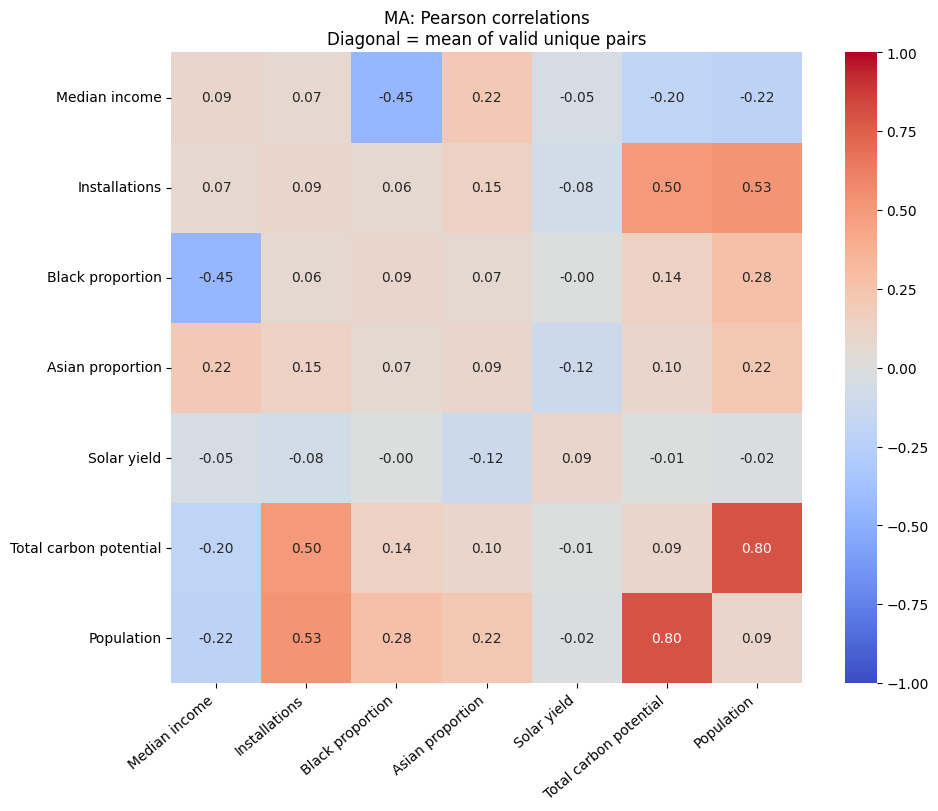 MA: Pearson correlations
Diagonal = mean of valid unique pairs
Median income 0.09 0.07 -0.45 0.22 -0.05 -0.20 -0.22
Installations 0.07 0.09 0.06 0.15 -0.08 0.50 0.53
Black proportion -0.45 0.06 0.09 0.07 -0.00 0.14 0.28
Asian proportion 0.22 0.15 0.07 0.09 -0.12 0.10 0.22
Solar yield -0.05 -0.08 -0.00 -0.12 0.09 -0.01 -0.02
Total carbon potential -0.20 0.50 0.14 0.10 -0.01 0.09 0.80
Population -0.22 0.53 0.28 0.22 -0.02 0.80 0.09
Median income
Installations
Black proportion
Asian proportion
Solar yield
Total carbon potential
Population
1.00
0.75
0.50
0.25
0.00
−0.25
−0.50
−0.75
−1.00